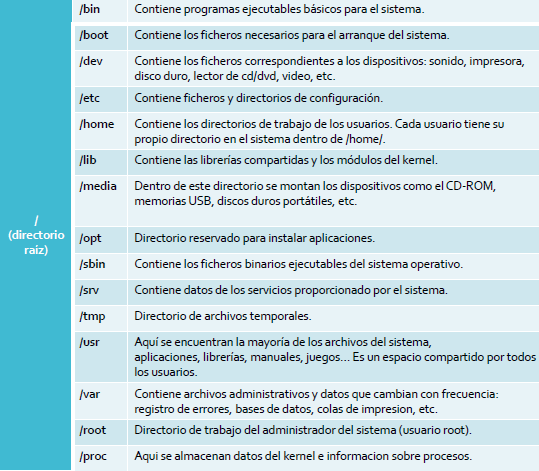 /bin Contiene programas ejecutables básicos para el sistema.
/boot Contiene los ficheros necesarios para el arranque del sistema.
/dev Contiene los ficheros correspondientes a los dispositivos: sonido, impresora,
disco duro, lector de cd/dvd, video, etc.
/etc Contiene ficheros y directorios de configuración.
/home Contiene los directorios de trabajo de los usuarios. Cada usuario tiene su
propio directorio en el sistema dentro de /home/.
/lib Contiene las librerías compartidas y los módulos del kernel.
/media Dentro de este directorio se montan los dispositivos como el CD-ROM,
memorias USB, discos duros portátiles, etc.
/
(directorio
raiz)
/opt Directorio reservado para instalar aplicaciones.
/sbin Contiene los ficheros binarios ejecutables del sistema operativo.
/srv Contiene datos de los servicios proporcionado por el sistema.
/tmp Directorio de archivos temporales.
/usr Aquí se encuentran la mayoría de los archivos del sistema,
aplicaciones, librerías, manuales, juegos... Es un espacio compartido por todos
los usuarios.
/var Contiene archivos administrativos y datos que cambian con frecuencia:
registro de errores, bases de datos, colas de impresion, etc.
/root Directorio de trabajo del administrador del sistema (usuario root).
/proc Aqui se almacenan datos del kernel e informacion sobre procesos.